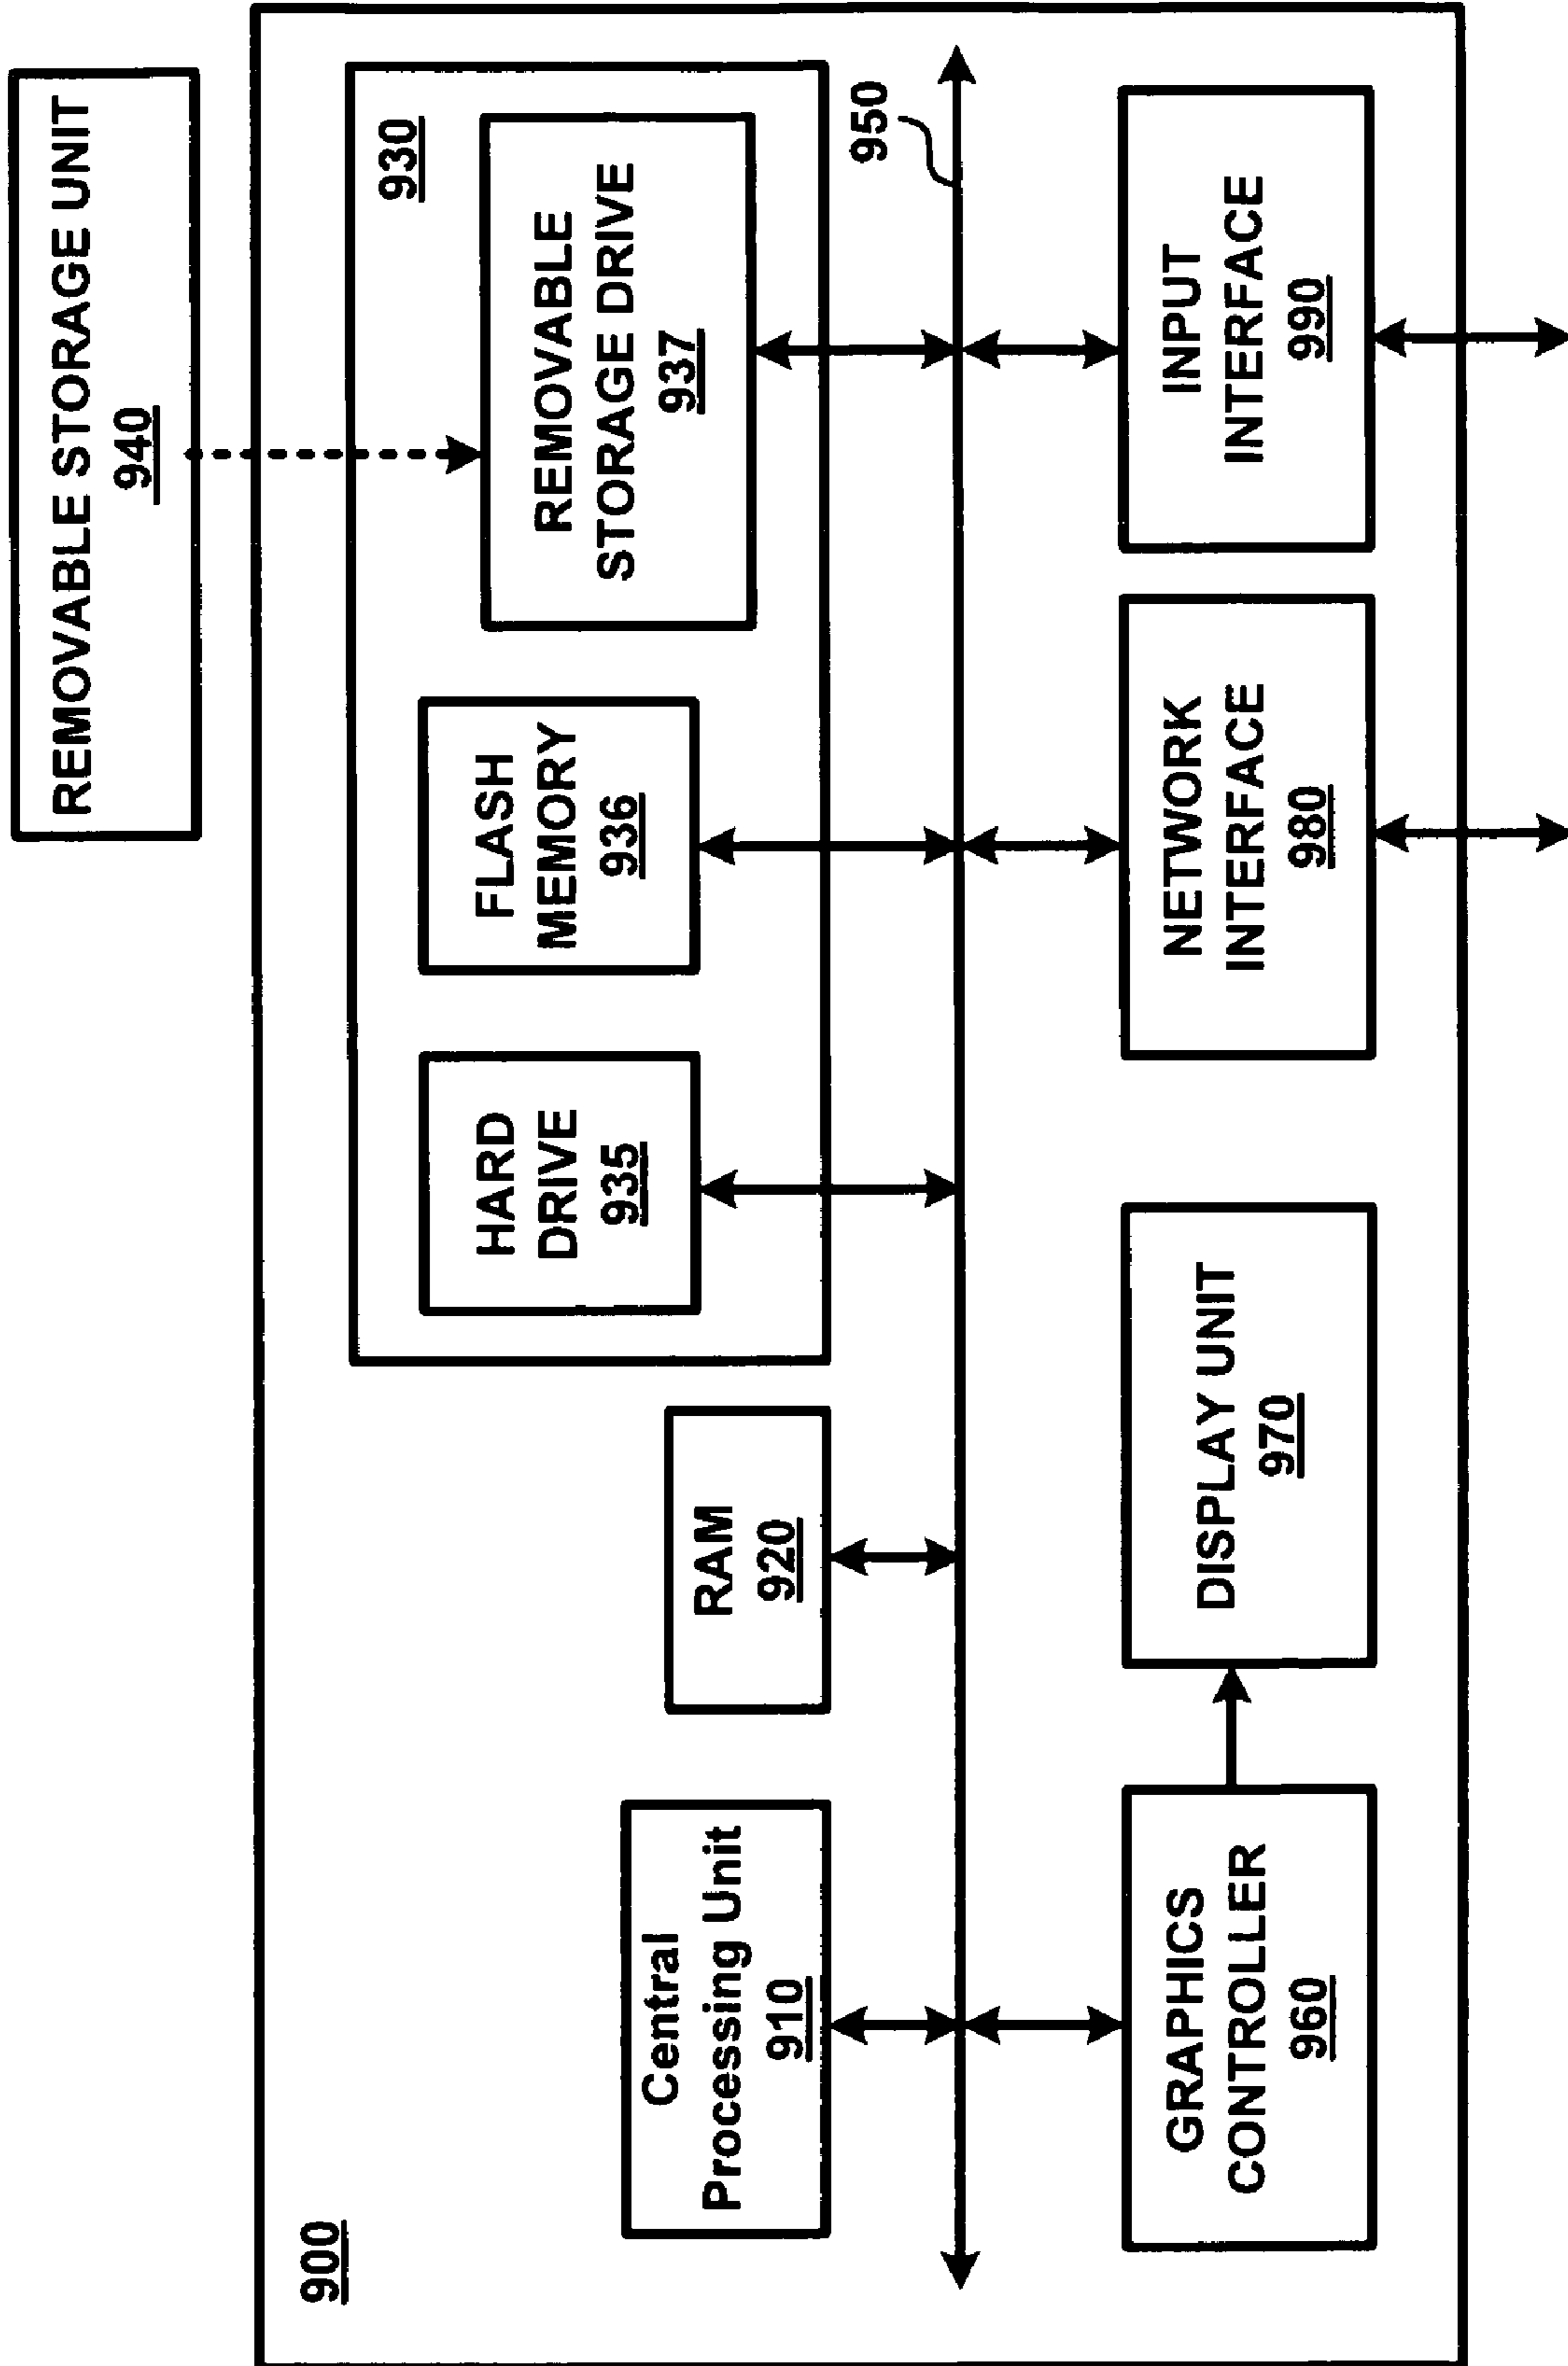 REMOVABLE STORAGE UNIT
940
900
930
HARD
DRIVE
935
FLASH
MEMORY
936
REMOVABLE
STORAGE DRIVE
937
Central
Processing Unit
910
RAM
920
950
GRAPHICS
CONTROLLER
960
DISPLAY UNIT
970
NETWORK
INTERFACE
980
INPUT
INTERFACE
990